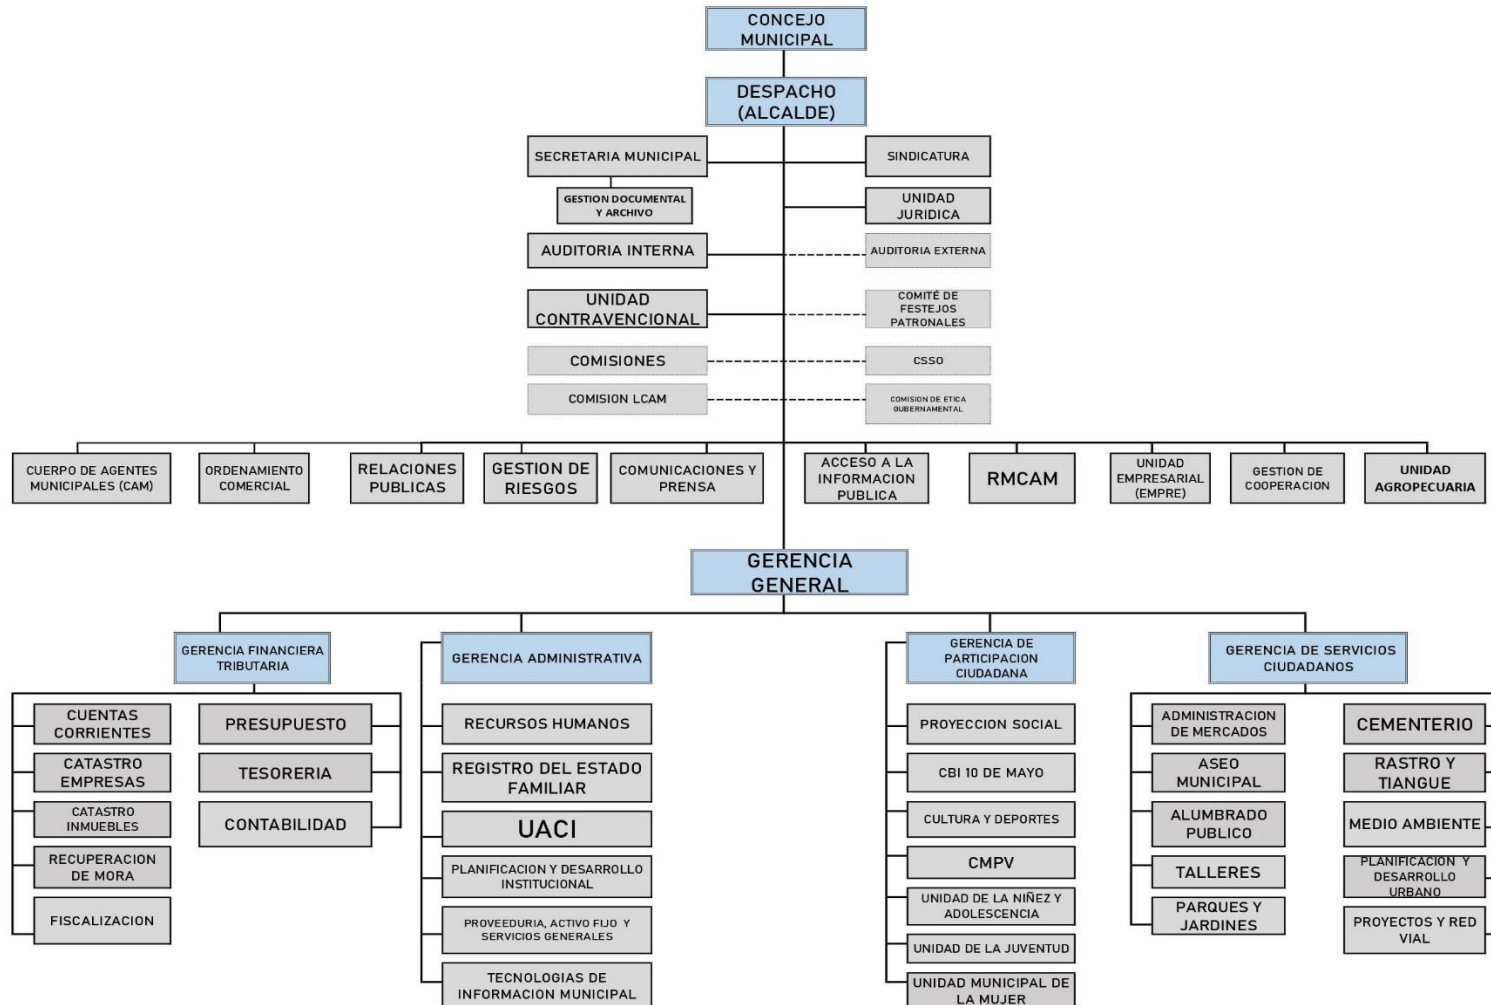 CONCEJO
MUNICIPAL
DESPACHO
(ALCALDE)
SECRETARIA MUNICIPAL
SINDICATURA
GESTION DOCUMENTAL
Y ARCHIVO
UNIDAD
JURIDICA
AUDITORIA INTERNA
AUDITORIA EXTERNA
UNIDAD
CONTRAVENCIONAL
COMITÉ DE
FESTEJOS
PATRONALES
COMISIONES
CSSO
COMISION LCAM
COMISION DE ETICA
GUBERNAMENTAL
CUERPO DE AGENTES
MUNICIPALES (CAM)
ORDENAMIENTO
COMERCIAL
RELACIONES
PUBLICAS
GESTION DE
RIESGOS
COMUNICACIONES Y
PRENSA
ACCESO A LA
INFORMACION
PUBLICA
RMCAM
UNIDAD
EMPRESARIAL
(EMPRE)
GESTION DE
COOPERACION
UNIDAD
AGROPECUARIA
GERENCIA
GENERAL
GERENCIA FINANCIERA
TRIBUTARIA
CUENTAS
CORRIENTES
CATASTRO
EMPRESAS
CATASTRO
INMUEBLES
RECUPERACION
DE MORA
FISCALIZACION
PRESUPUESTO
TESORERIA
CONTABILIDAD
GERENCIA ADMINISTRATIVA
RECURSOS HUMANOS
REGISTRO DEL ESTADO
FAMILIAR
UACI
PLANIFICACION Y DESARROLLO
INSTITUCIONAL
PROVEEDURIA, ACTIVO FIJO Y
SERVICIOS GENERALES
TECNOLOGIAS DE
INFORMACION MUNICIPAL
GERENCIA DE
PARTICIPACION
CIUDADANA
PROYECCION SOCIAL
CBI 10 DE MAYO
CULTURA Y DEPORTES
CMPV
UNIDAD DE LA NIÑEZ Y
ADOLESCENCIA
UNIDAD DE LA JUVENTUD
UNIDAD MUNICIPAL DE
LA MUJER
GERENCIA DE SERVICIOS
CIUDADANOS
ADMINISTRACION
DE MERCADOS
ASEO
MUNICIPAL
ALUMBRADO
PUBLICO
TALLERES
PARQUES Y
JARDINES
CEMENTERIO
RASTRO Y
TIANGUE
MEDIO AMBIENTE
PLANIFICACION Y
DESARROLLO
URBANO
PROYECTOS Y RED
VIAL